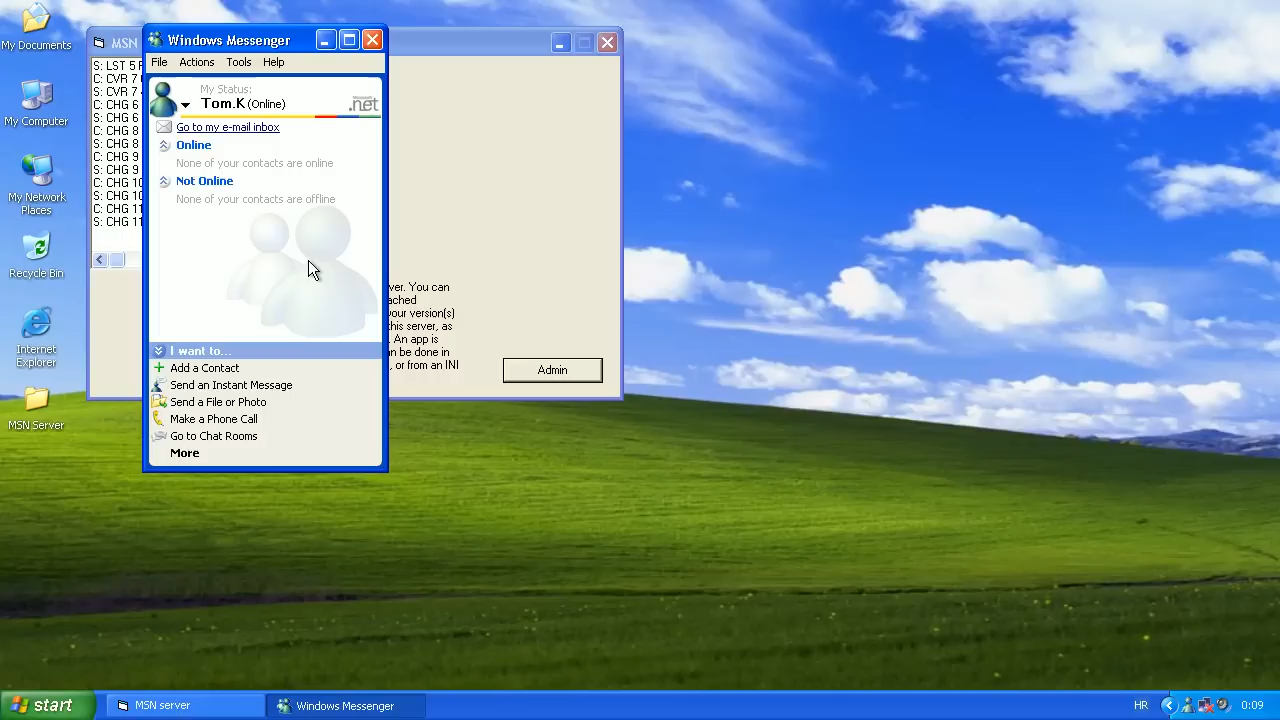 My Documents
My Computer
My Network
Places
Recycle Bin
Internet
Explorer
MSN Server
MSN
S: LST 5
C: CVR 7
S: CVR 7
C: CHG 6
S: CHG 6
C: CHG 8
S: CHG 8
C: CHG 9
S: CHG 9
C: CHG 10
S: CHG 10
C: CHG 11
S: CHG 11
Windows Messenger
File Actions Tools Help
My Status:
Tom.K (Online)
Microsoft
.net
Go to my e-mail inbox
Online
None of your contacts are online
Not Online
None of your contacts are offline
I want to...
Add a Contact
Send an Instant Message
Send a File or Photo
Make a Phone Call
Go to Chat Rooms
More
ver. You can
ached
our version(s)
his server, as
. An app is
n be done in
, or from an INI
Admin
start
MSN server
Windows Messenger
HR
0:09